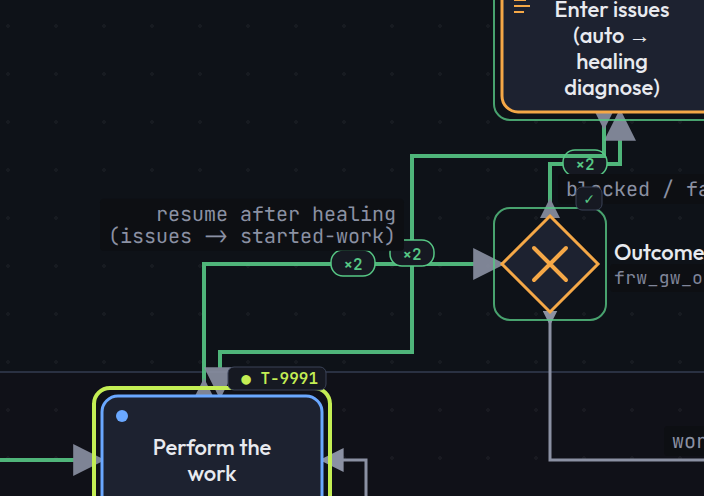 Enter issues
(auto →
healing
diagnose)
×2
blocked / fa
✓
resume after healing
(issues → started-work)
×2
×2
Outcome
frw_gw_o
● T-9991
Perform the
work
wor